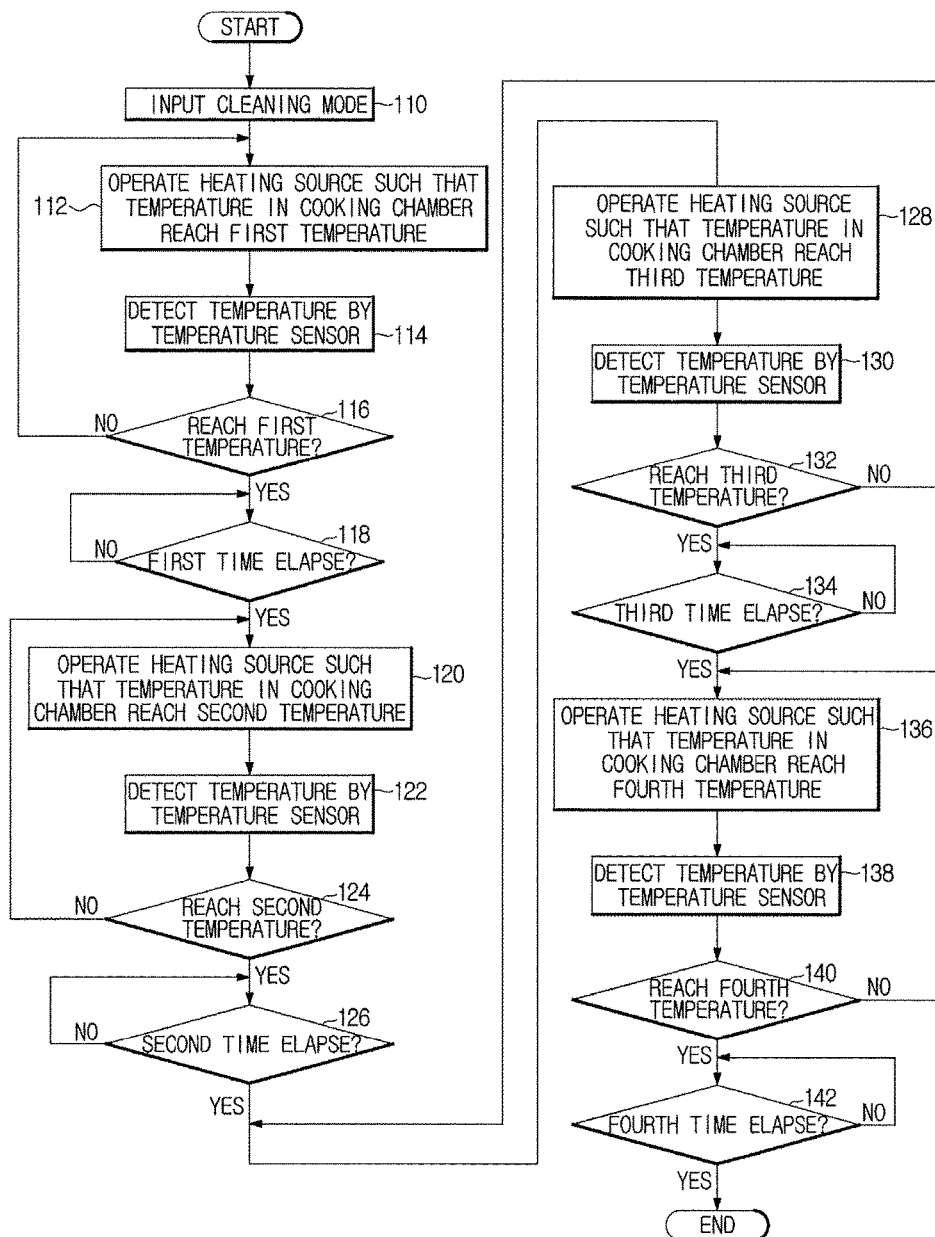 START
INPUT CLEANING MODE
110
OPERATE HEATING SOURCE SUCH THAT
TEMPERATURE IN COOKING CHAMBER
REACH FIRST TEMPERATURE
112
DETECT TEMPERATURE BY
TEMPERATURE SENSOR
114
116
REACH FIRST
TEMPERATURE?
NO
YES
118
FIRST TIME ELAPSE?
NO
YES
OPERATE HEATING SOURCE SUCH
THAT TEMPERATURE IN COOKING
CHAMBER REACH SECOND TEMPERATURE
120
DETECT TEMPERATURE BY
TEMPERATURE SENSOR
122
124
REACH SECOND
TEMPERATURE?
NO
YES
126
SECOND TIME ELAPSE?
NO
YES
OPERATE HEATING SOURCE
SUCH THAT TEMPERATURE IN
COOKING CHAMBER REACH
THIRD TEMPERATURE
128
DETECT TEMPERATURE BY
TEMPERATURE SENSOR
130
132
REACH THIRD
TEMPERATURE?
NO
YES
134
THIRD TIME ELAPSE?
NO
YES
OPERATE HEATING SOURCE SUCH
THAT TEMPERATURE IN
COOKING CHAMBER REACH
FOURTH TEMPERATURE
136
DETECT TEMPERATURE BY
TEMPERATURE SENSOR
138
140
REACH FOURTH
TEMPERATURE?
NO
YES
142
FOURTH TIME ELAPSE?
NO
YES
END